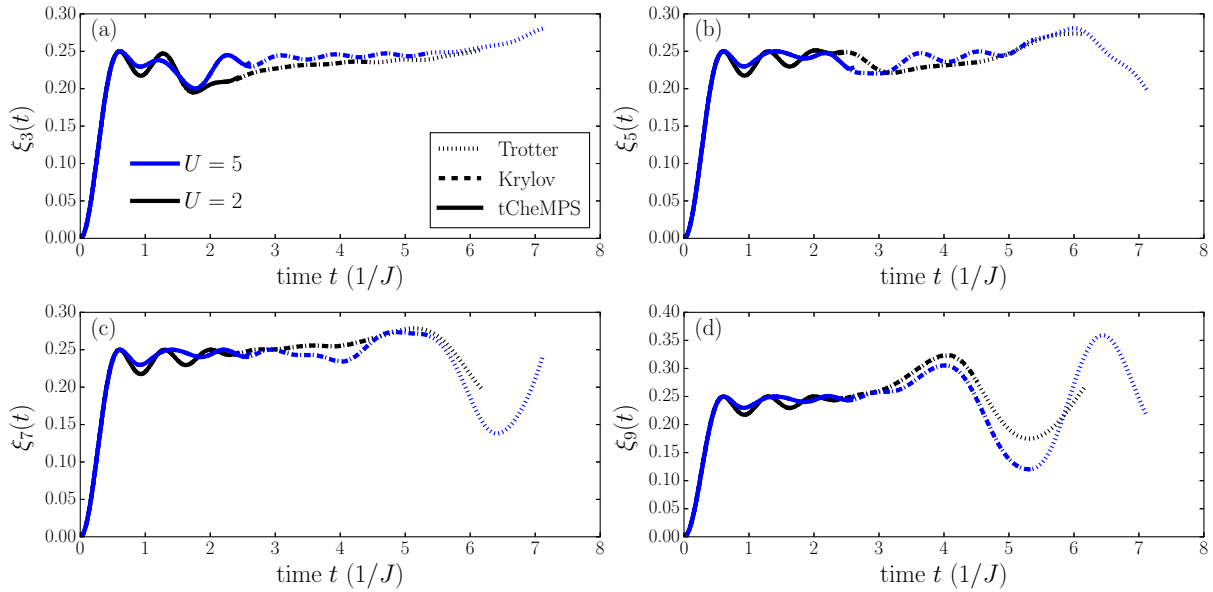 (a)
0.30
0.25
0.20
0.15
0.10
0.05
0.00
ξ₃(t)
U = 5
U = 2
Trotter
Krylov
tCheMPS
0 1 2 3 4 5 6 7 8
time t (1/J)
(b)
0.30
0.25
0.20
0.15
0.10
0.05
0.00
ξ₅(t)
0 1 2 3 4 5 6 7 8
time t (1/J)
(c)
0.30
0.25
0.20
0.15
0.10
0.05
0.00
ξ₇(t)
0 1 2 3 4 5 6 7 8
time t (1/J)
(d)
0.40
0.35
0.30
0.25
0.20
0.15
0.10
0.05
0.00
ξ₉(t)
0 1 2 3 4 5 6 7 8
time t (1/J)